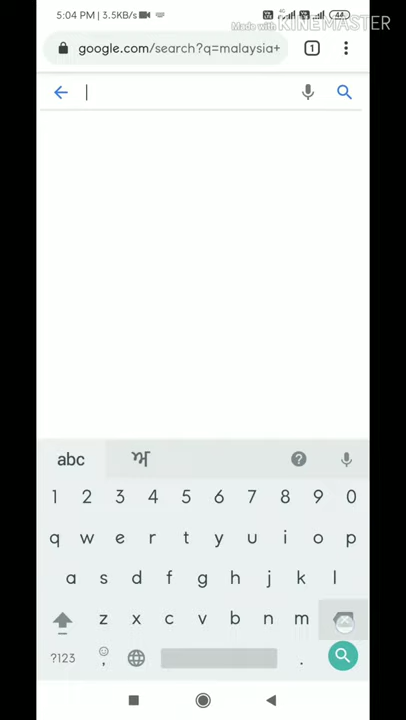 5:04 PM | 3.5KB/s
44
Made with KINEMASTER
google.com/search?q=malaysia+
1
abc
ਅ
?
1 2 3 4 5 6 7 8 9 0
q w e r t y u i o p
a s d f g h j k l
z x c v b n m
?123 , .